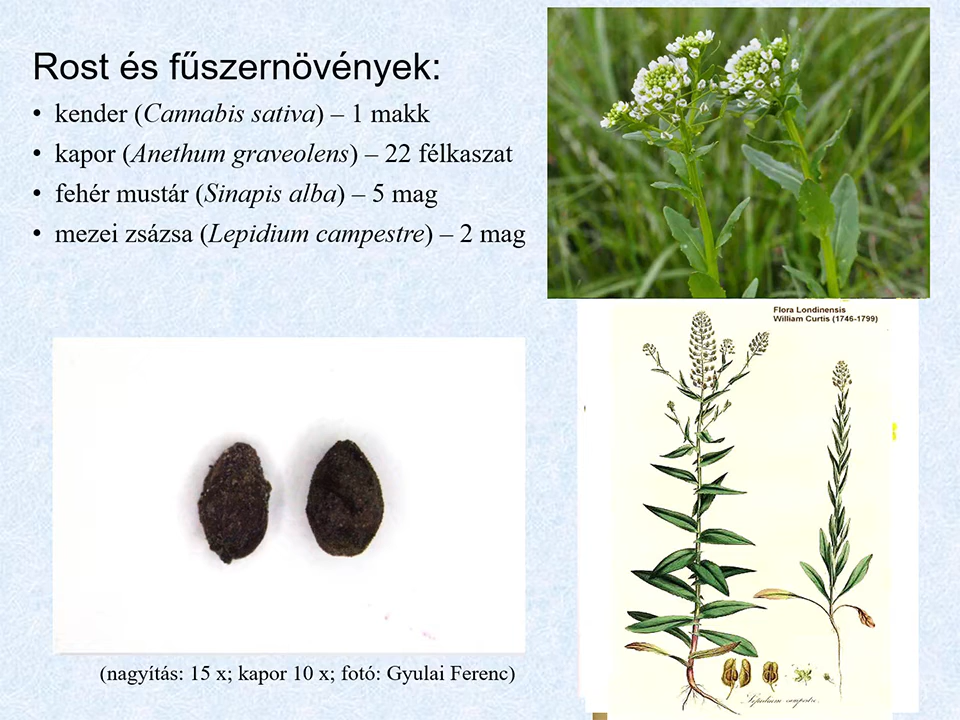 Rost és fűszernövények:
• kender (Cannabis sativa) – 1 makk
• kapor (Anethum graveolens) – 22 félkaszat
• fehér mustár (Sinapis alba) – 5 mag
• mezei zsázsa (Lepidium campestre) – 2 mag
Flora Londinensis
William Curtis (1746-1799)
(nagyítás: 15 x; kapor 10 x; fotó: Gyulai Ferenc)
Lepidium campestre.